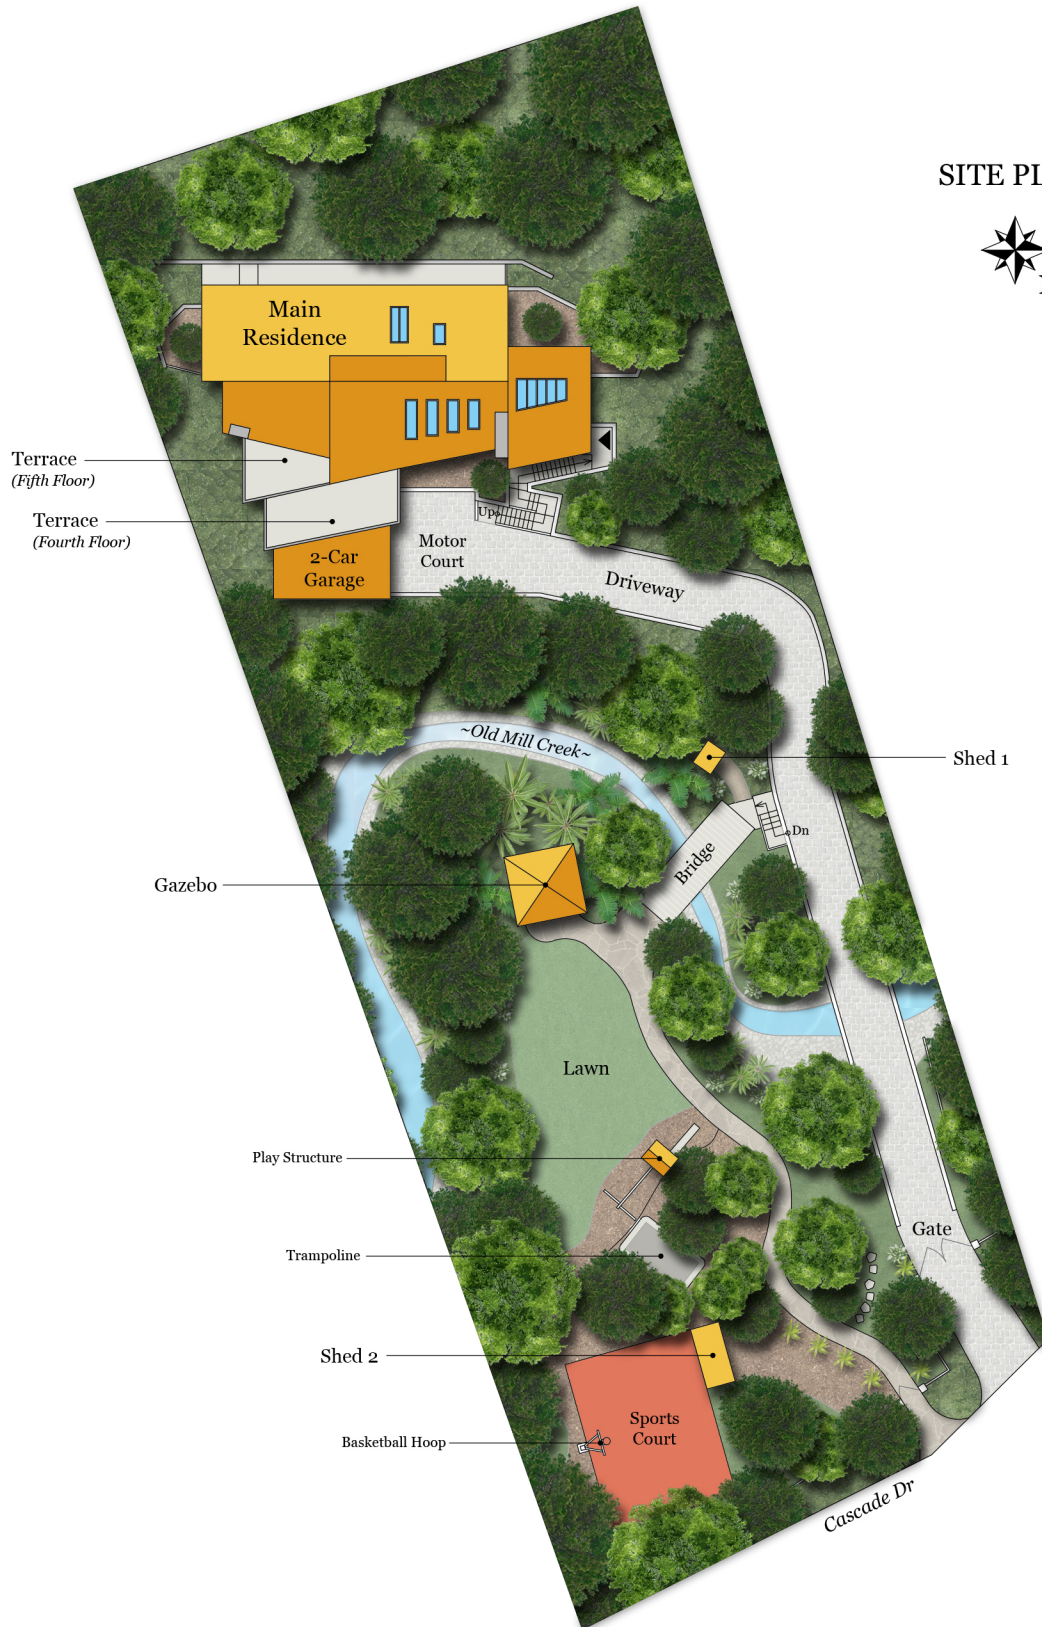 SITE PL
Main
Residence
Terrace
(Fifth Floor)
Terrace
(Fourth Floor)
Up
Motor
Court
2-Car
Garage
Driveway
~Old Mill Creek~
Shed 1
Dn
Bridge
Gazebo
Lawn
Play Structure
Gate
Trampoline
Shed 2
Sports
Court
Basketball Hoop
Cascade Dr